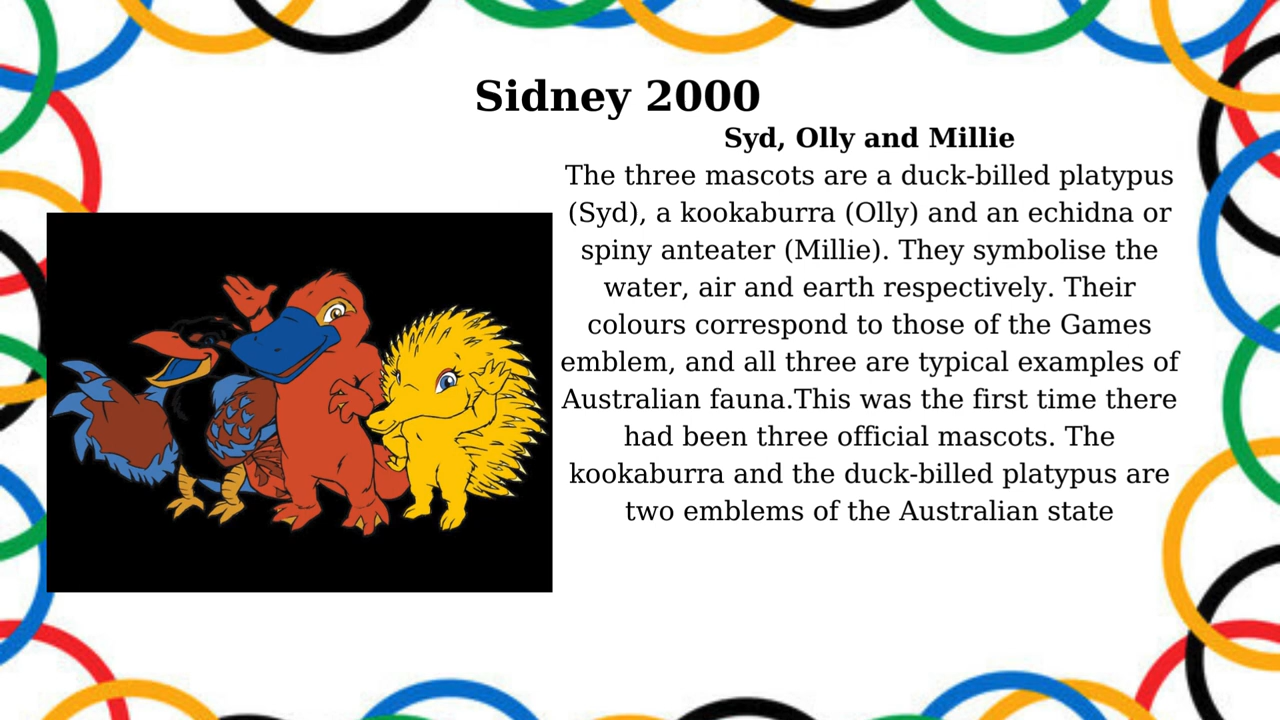 Sidney 2000
Syd, Olly and Millie
The three mascots are a duck-billed platypus
(Syd), a kookaburra (Olly) and an echidna or
spiny anteater (Millie). They symbolise the
water, air and earth respectively. Their
colours correspond to those of the Games
emblem, and all three are typical examples of
Australian fauna.This was the first time there
had been three official mascots. The
kookaburra and the duck-billed platypus are
two emblems of the Australian state